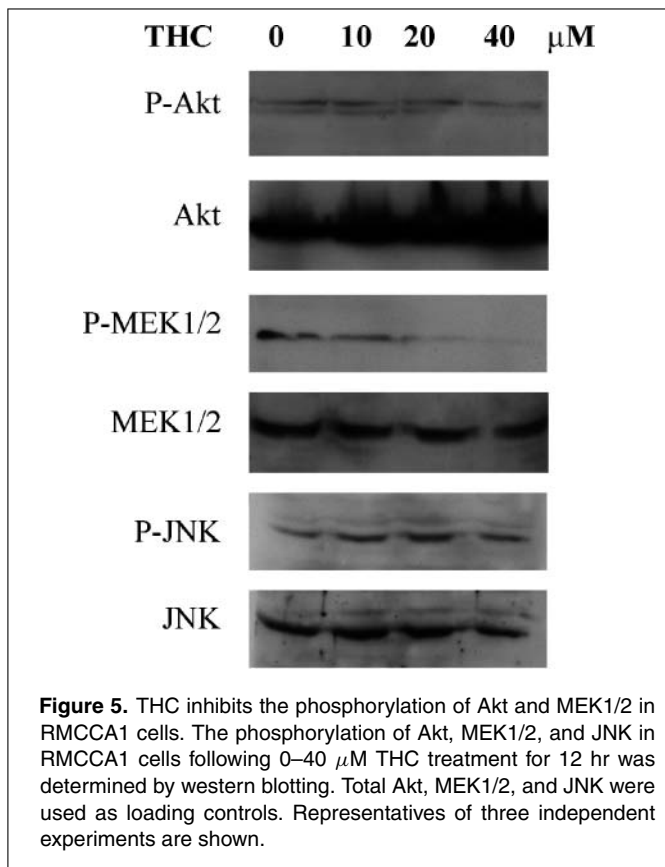 THC 0 10 20 40 μM
P-Akt
Akt
P-MEK1/2
MEK1/2
P-JNK
JNK
Figure 5. THC inhibits the phosphorylation of Akt and MEK1/2 in
RMCCA1 cells. The phosphorylation of Akt, MEK1/2, and JNK in
RMCCA1 cells following 0–40 μM THC treatment for 12 hr was
determined by western blotting. Total Akt, MEK1/2, and JNK were
used as loading controls. Representatives of three independent
experiments are shown.